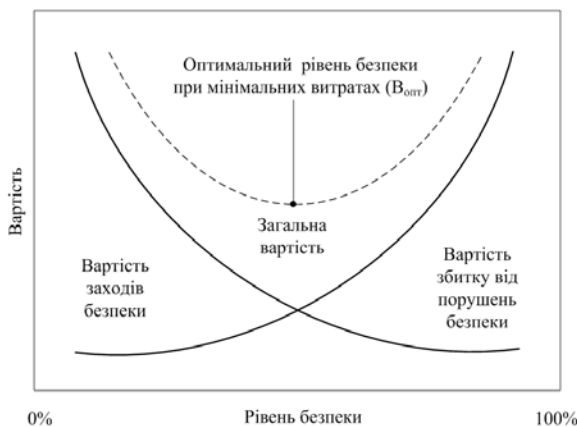 Оптимальний рівень безпеки
при мінімальних витратах (Вопт)
Вартість
Загальна
вартість
Вартість
заходів
безпеки
Вартість
збитку від
порушень
безпеки
0%
Рівень безпеки
100%